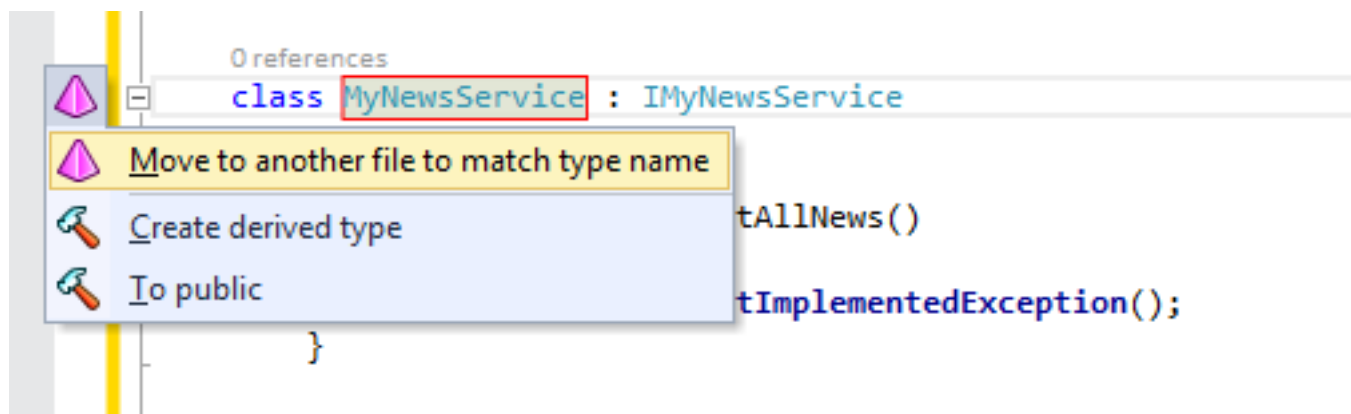 0 references
class MyNewsService : IMyNewsService
Move to another file to match type name
tAllNews()
Create derived type
To public
tImplementedException();
}